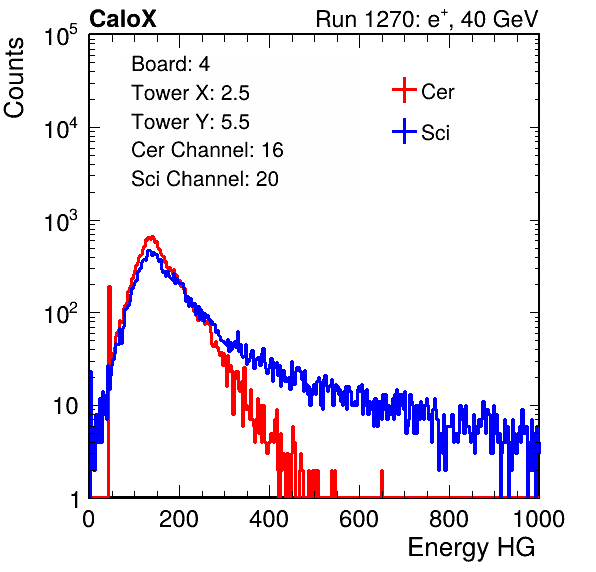 CaloX Run 1270: e⁺, 40 GeV
Counts
10⁵
10⁴
10³
10²
10
1
Board: 4
Tower X: 2.5
Tower Y: 5.5
Cer Channel: 16
Sci Channel: 20
Cer
Sci
0 200 400 600 800 1000
Energy HG